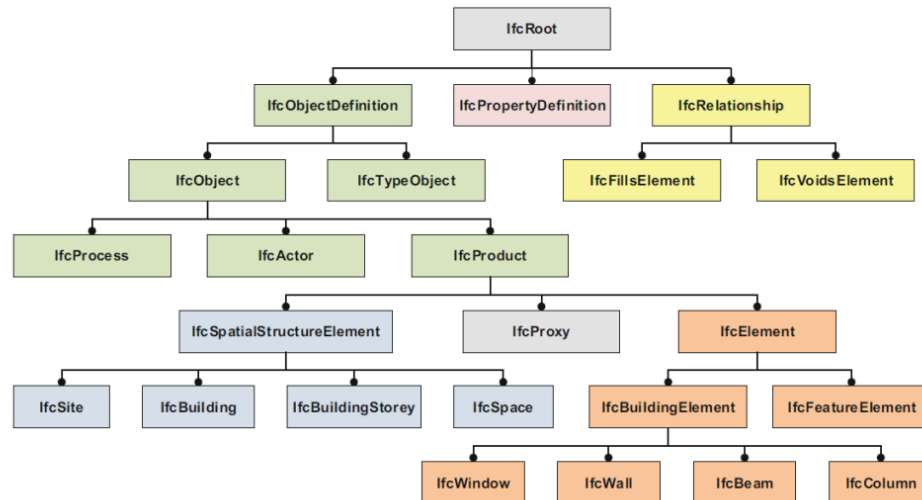 IfcRoot
IfcObjectDefinition
IfcPropertyDefinition
IfcRelationship
IfcObject
IfcTypeObject
IfcFillsElement
IfcVoidsElement
IfcProcess
IfcActor
IfcProduct
IfcSpatialStructureElement
IfcProxy
IfcElement
IfcSite
IfcBuilding
IfcBuildingStorey
IfcSpace
IfcBuildingElement
IfcFeatureElement
IfcWindow
IfcWall
IfcBeam
IfcColumn